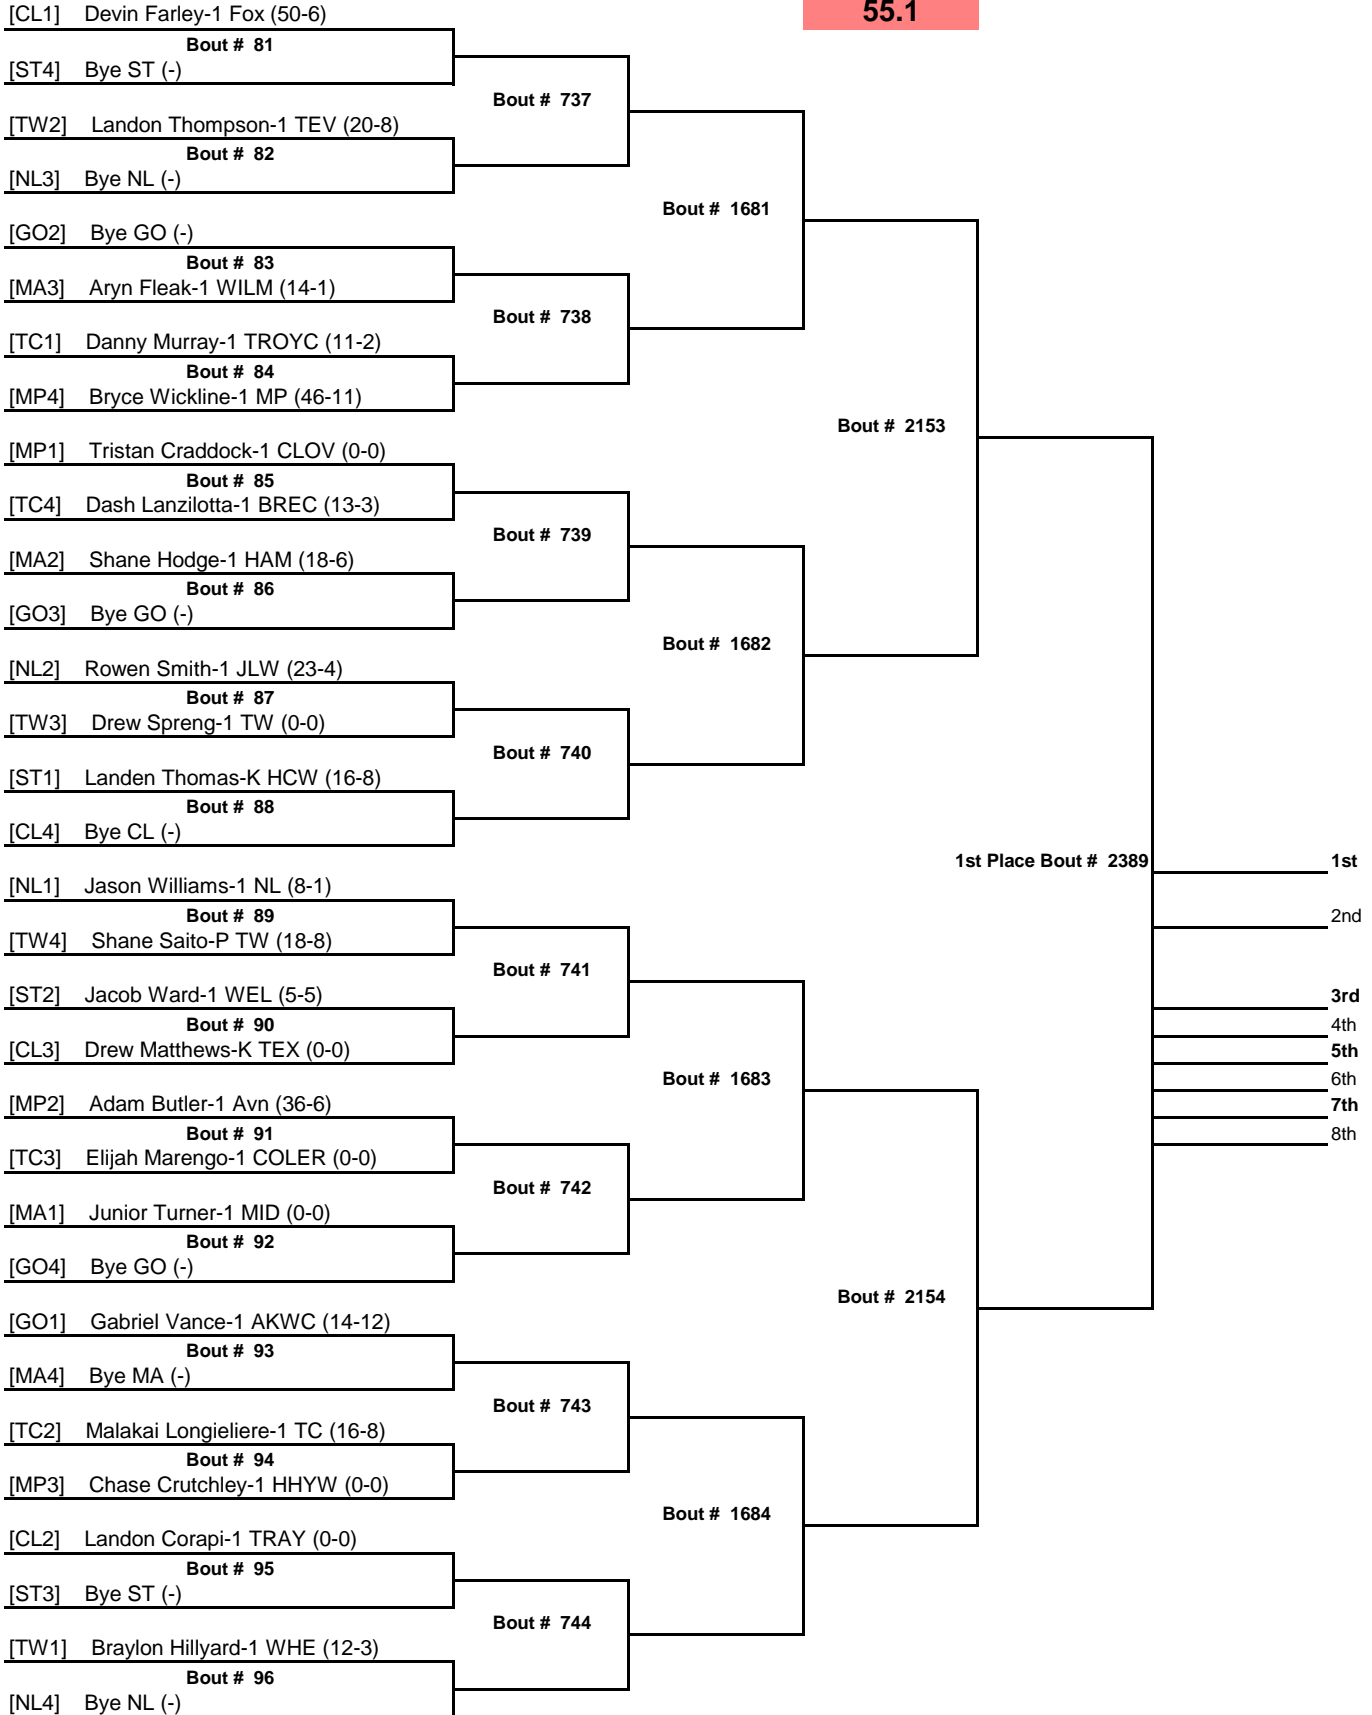 [CL1] Devin Farley-1 Fox (50-6)
55.1
Bout # 81
[ST4] Bye ST (-)
Bout # 737
[TW2] Landon Thompson-1 TEV (20-8)
Bout # 82
[NL3] Bye NL (-)
Bout # 1681
[GO2] Bye GO (-)
Bout # 83
[MA3] Aryn Fleak-1 WILM (14-1)
Bout # 738
[TC1] Danny Murray-1 TROYC (11-2)
Bout # 84
[MP4] Bryce Wickline-1 MP (46-11)
Bout # 2153
[MP1] Tristan Craddock-1 CLOV (0-0)
Bout # 85
[TC4] Dash Lanzilotta-1 BREC (13-3)
Bout # 739
[MA2] Shane Hodge-1 HAM (18-6)
Bout # 86
[GO3] Bye GO (-)
Bout # 1682
[NL2] Rowen Smith-1 JLW (23-4)
Bout # 87
[TW3] Drew Spreng-1 TW (0-0)
Bout # 740
[ST1] Landen Thomas-K HCW (16-8)
Bout # 88
[CL4] Bye CL (-)
1st Place Bout # 2389
1st
[NL1] Jason Williams-1 NL (8-1)
Bout # 89
2nd
[TW4] Shane Saito-P TW (18-8)
Bout # 741
[ST2] Jacob Ward-1 WEL (5-5)
3rd
Bout # 90
4th
[CL3] Drew Matthews-K TEX (0-0)
5th
Bout # 1683
6th
[MP2] Adam Butler-1 Avn (36-6)
7th
Bout # 91
8th
[TC3] Elijah Marengo-1 COLER (0-0)
Bout # 742
[MA1] Junior Turner-1 MID (0-0)
Bout # 92
[GO4] Bye GO (-)
Bout # 2154
[GO1] Gabriel Vance-1 AKWC (14-12)
Bout # 93
[MA4] Bye MA (-)
Bout # 743
[TC2] Malakai Longieliere-1 TC (16-8)
Bout # 94
[MP3] Chase Crutchley-1 HHYW (0-0)
Bout # 1684
[CL2] Landon Corapi-1 TRAY (0-0)
Bout # 95
[ST3] Bye ST (-)
Bout # 744
[TW1] Braylon Hillyard-1 WHE (12-3)
Bout # 96
[NL4] Bye NL (-)